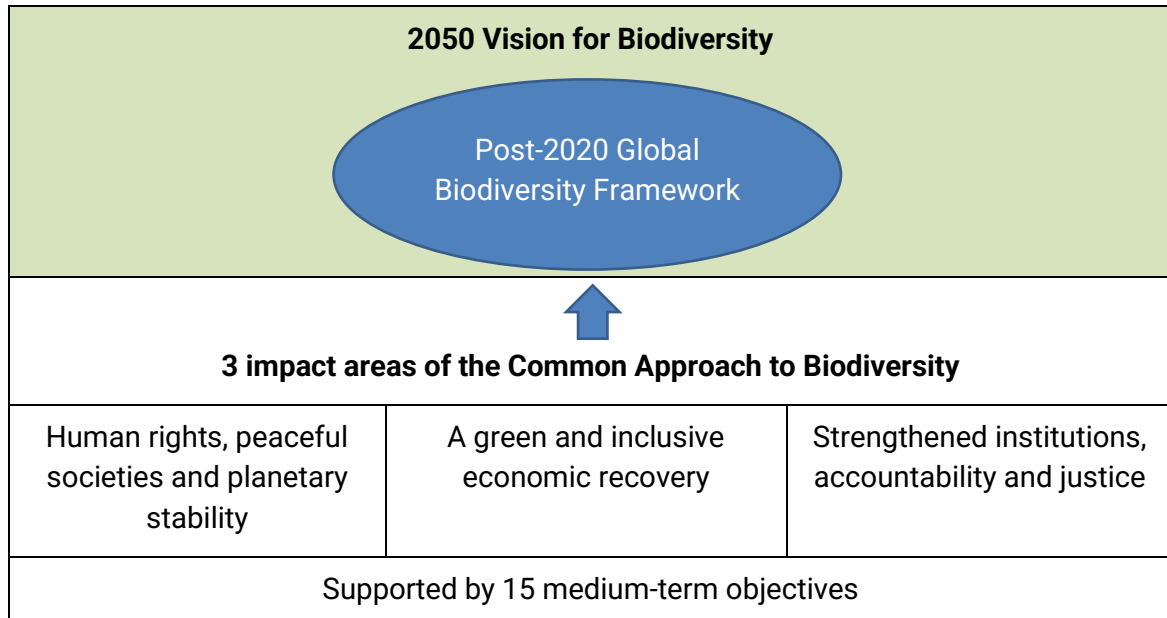 2050 Vision for Biodiversity
Post-2020 Global
Biodiversity Framework
3 impact areas of the Common Approach to Biodiversity
Human rights, peaceful
societies and planetary
stability
A green and inclusive
economic recovery
Strengthened institutions,
accountability and justice
Supported by 15 medium-term objectives